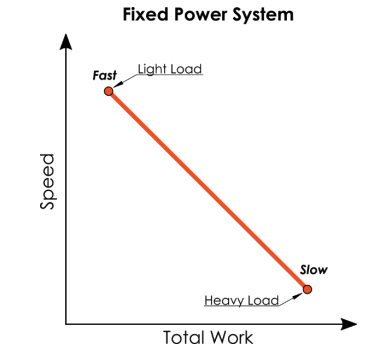 Fixed Power System
Fast
Light Load
Speed
Slow
Heavy Load
Total Work